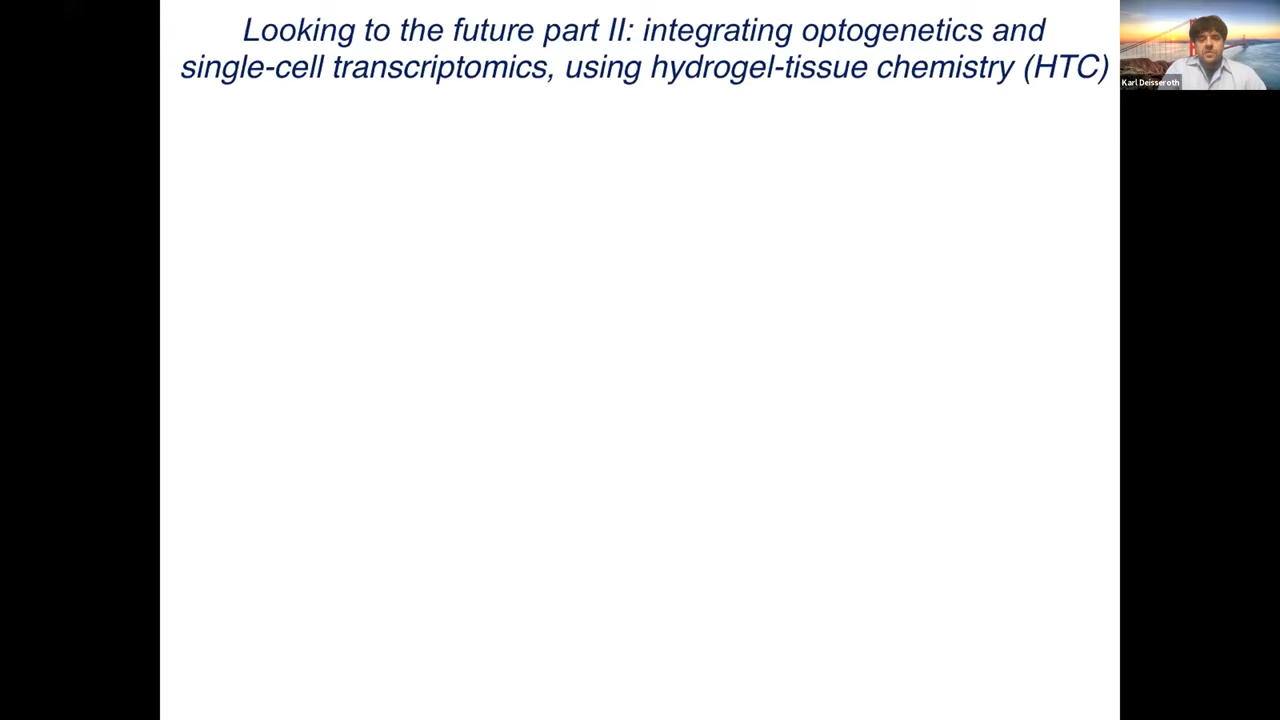 Looking to the future part II: integrating optogenetics and
single-cell transcriptomics, using hydrogel-tissue chemistry (HTC)
Karl Deisseroth